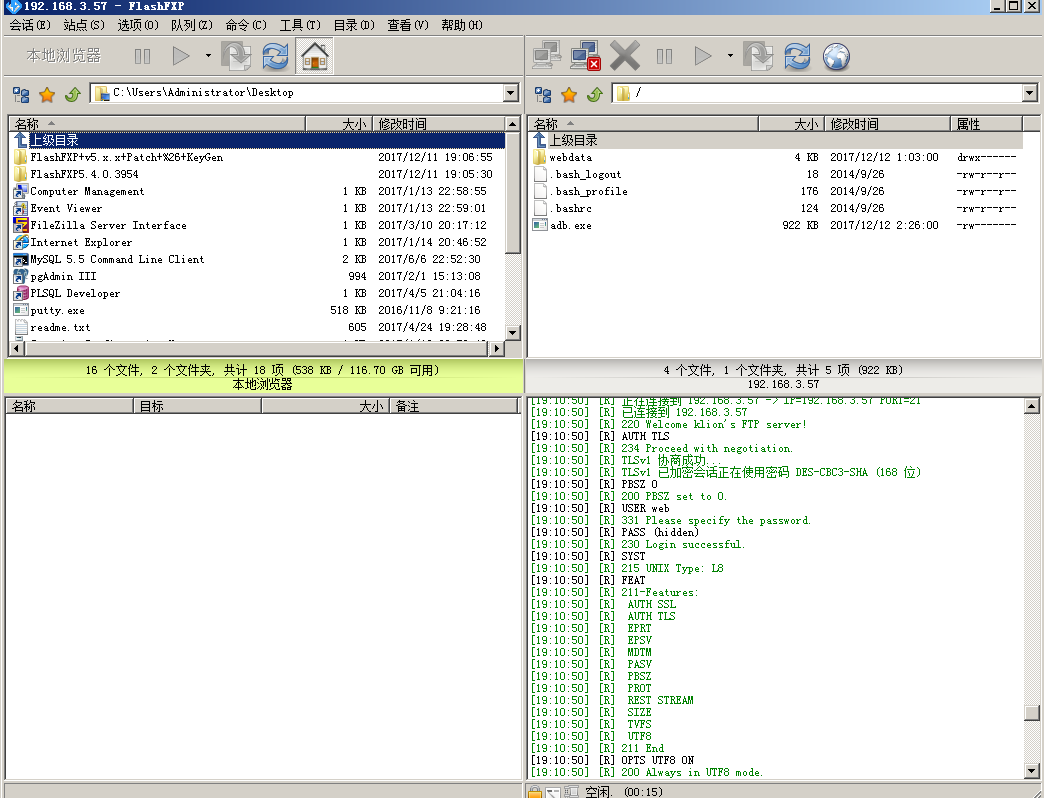 192.168.3.57 - FlashFXP
会话(E) 站点(S) 选项(O) 队列(Z) 命令(C) 工具(T) 目录(D) 查看(V) 帮助(H)
本地浏览器
C:\Users\Administrator\Desktop
名称 大小 修改时间
上级目录
FlashFXP+v5.x.x+Patch+%26+KeyGen 2017/12/11 19:06:55
FlashFXP5.4.0.3954 2017/12/11 19:05:30
Computer Management 1 KB 2017/1/13 22:58:55
Event Viewer 1 KB 2017/1/13 22:59:01
FileZilla Server Interface 1 KB 2017/3/10 20:17:12
Internet Explorer 1 KB 2017/1/14 20:46:52
MySQL 5.5 Command Line Client 2 KB 2017/6/6 22:52:30
pgAdmin III 994 2017/2/1 15:13:08
PLSQL Developer 1 KB 2017/4/5 21:04:16
putty.exe 518 KB 2016/11/8 9:21:16
readme.txt 605 2017/4/24 19:28:48
16 个文件, 2 个文件夹, 共计 18 项 (538 KB / 116.70 GB 可用)
本地浏览器
名称 目标 大小 备注
/
名称 大小 修改时间 属性
上级目录
webdata 4 KB 2017/12/12 1:03:00 drwx------
.bash_logout 18 2014/9/26 -rw-r--r--
.bash_profile 176 2014/9/26 -rw-r--r--
.bashrc 124 2014/9/26 -rw-r--r--
adb.exe 922 KB 2017/12/12 2:26:00 -rw-------
4 个文件, 1 个文件夹, 共计 5 项 (922 KB)
192.168.3.57
[19:10:50] [R] 正在连接到 192.168.3.57 -> IP=192.168.3.57 PORT=21
[19:10:50] [R] 已连接到 192.168.3.57
[19:10:50] [R] 220 Welcome klion's FTP server!
[19:10:50] [R] AUTH TLS
[19:10:50] [R] 234 Proceed with negotiation.
[19:10:50] [R] TLSv1 协商成功...
[19:10:50] [R] TLSv1 已加密会话正在使用密码 DES-CBC3-SHA (168 位)
[19:10:50] [R] PBSZ 0
[19:10:50] [R] 200 PBSZ set to 0.
[19:10:50] [R] USER web
[19:10:50] [R] 331 Please specify the password.
[19:10:50] [R] PASS (hidden)
[19:10:50] [R] 230 Login successful.
[19:10:50] [R] SYST
[19:10:50] [R] 215 UNIX Type: L8
[19:10:50] [R] FEAT
[19:10:50] [R] 211-Features:
[19:10:50] [R] AUTH SSL
[19:10:50] [R] AUTH TLS
[19:10:50] [R] EPRT
[19:10:50] [R] EPSV
[19:10:50] [R] MDTM
[19:10:50] [R] PASV
[19:10:50] [R] PBSZ
[19:10:50] [R] PROT
[19:10:50] [R] REST STREAM
[19:10:50] [R] SIZE
[19:10:50] [R] TVFS
[19:10:50] [R] UTF8
[19:10:50] [R] 211 End
[19:10:50] [R] OPTS UTF8 ON
[19:10:50] [R] 200 Always in UTF8 mode.
空闲. (00:15)